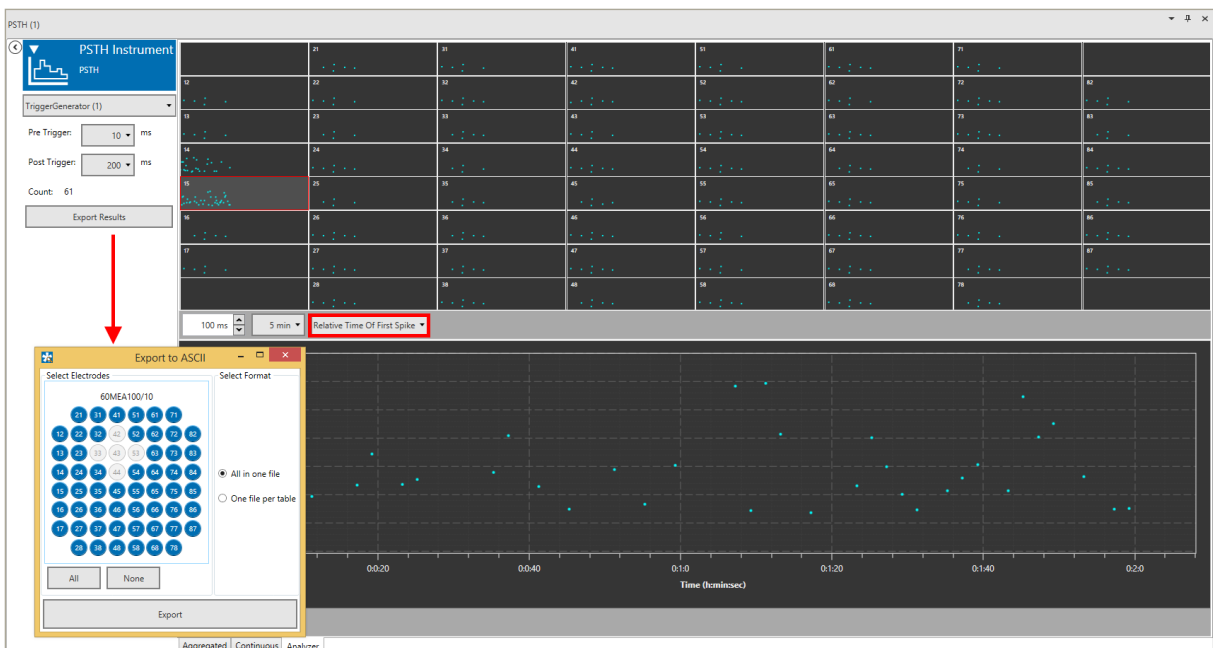 PSTH (1)
PSTH Instrument
PSTH
TriggerGenerator (1)
Pre Trigger: 10 ms
Post Trigger: 200 ms
Count: 61
Export Results
21 31 41 51 61 71
12 22 32 42 52 62 72 82
13 23 33 43 53 63 73 83
14 24 34 44 54 64 74 84
15 25 35 45 55 65 75 85
16 26 36 46 56 66 76 86
17 27 37 47 57 67 77 87
28 38 48 58 68 78
100 ms 5 min Relative Time Of First Spike
Export to ASCII
Select Electrodes Select Format
60MEA100/10
21 31 41 51 61 71
12 22 32 42 52 62 72 82
13 23 33 43 53 63 73 83
14 24 34 44 54 64 74 84
15 25 35 45 55 65 75 85
16 26 36 46 56 66 76 86
17 27 37 47 57 67 77 87
28 38 48 58 68 78
All in one file
One file per table
All None
Export
0:0:20 0:0:40 0:1:0 0:1:20 0:1:40 0:2:0
Time (h:min:sec)
Aggregated Continuous Analyzer